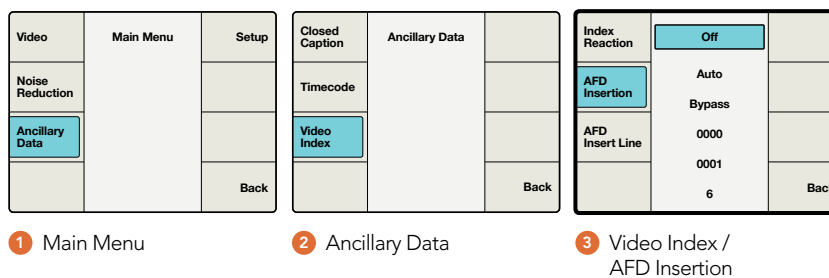 Video
Main Menu
Setup
Noise
Reduction
Ancillary
Data
Back
1 Main Menu
Closed
Caption
Ancillary Data
Timecode
Video
Index
Back
2 Ancillary Data
Index
Reaction
Off
AFD
Insertion
Auto
Bypass
AFD
Insert Line
0000
0001
6
3 Video Index /
AFD Insertion